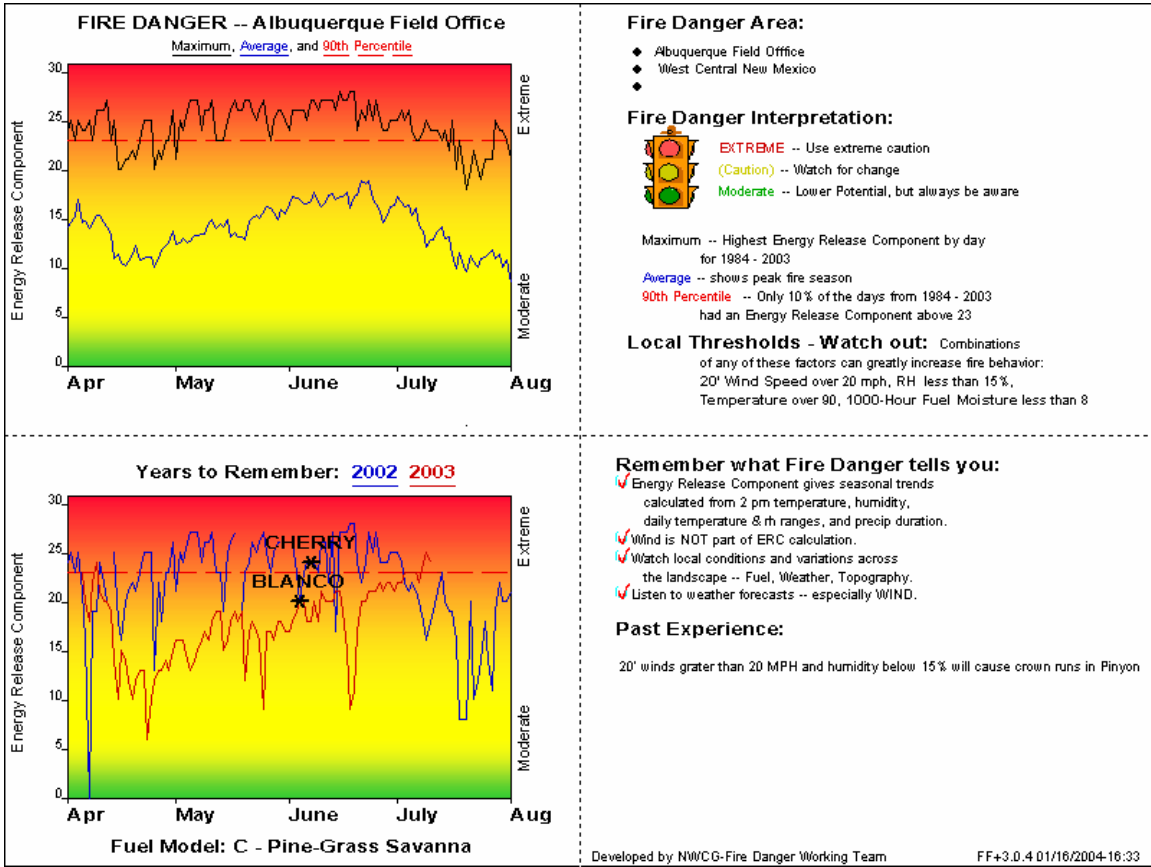 FIRE DANGER -- Albuquerque Field Office
Maximum, Average, and 90th Percentile
Energy Release Component
30
25
20
15
10
5
0
Extreme
Moderate
Apr May June July Aug
Fire Danger Area:
Albuquerque Field Offfice
West Central New Mexico
Fire Danger Interpretation:
EXTREME -- Use extreme caution
(Caution) -- Watch for change
Moderate -- Lower Potential, but always be aware
Maximum -- Highest Energy Release Component by day
for 1984 - 2003
Average -- shows peak fire season
90th Percentile -- Only 10% of the days from 1984 - 2003
had an Energy Release Component above 23
Local Thresholds - Watch out: Combinations
of any of these factors can greatly increase fire behavior:
20' Wind Speed over 20 mph, RH less than 15%,
Temperature over 90, 1000-Hour Fuel Moisture less than 8
Years to Remember: 2002 2003
Energy Release Component
30
25
20
15
10
5
0
CHERRY
BLANCO
Extreme
Moderate
Apr May June July Aug
Fuel Model: C - Pine-Grass Savanna
Remember what Fire Danger tells you:
Energy Release Component gives seasonal trends
calculated from 2 pm temperature, humidity,
daily temperature & rh ranges, and precip duration.
Wind is NOT part of ERC calculation.
Watch local conditions and variations across
the landscape -- Fuel, Weather, Topography.
Listen to weather forecasts -- especially WIND.
Past Experience:
20' winds grater than 20 MPH and humidity below 15% will cause crown runs in Pinyon
Developed by NWCG-Fire Danger Working Team
FF+3.0.4 01/16/2004-16:33